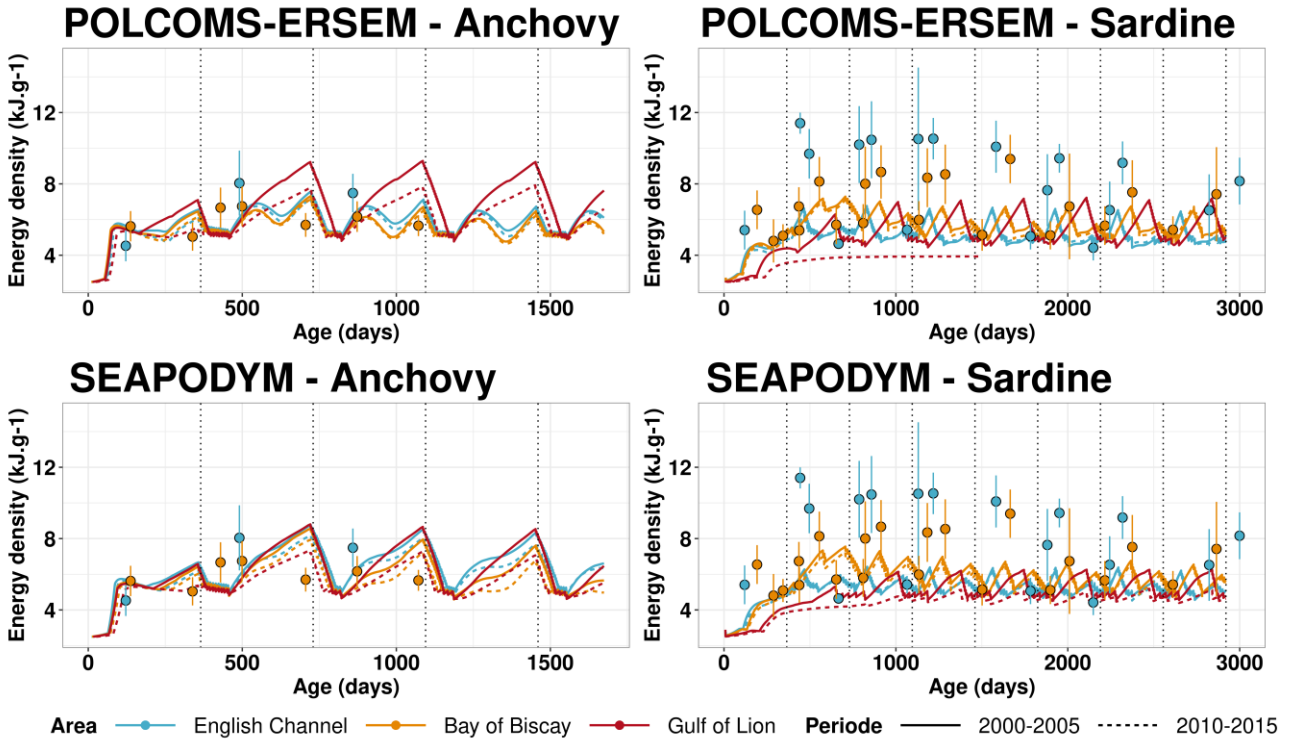 POLCOMS-ERSEM - Anchovy
POLCOMS-ERSEM - Sardine
Energy density (kJ.g-1)
12
8
4
0 500 1000 1500
Age (days)
Energy density (kJ.g-1)
12
8
4
0 1000 2000 3000
Age (days)
SEAPODYM - Anchovy
SEAPODYM - Sardine
Energy density (kJ.g-1)
12
8
4
0 500 1000 1500
Age (days)
Energy density (kJ.g-1)
12
8
4
0 1000 2000 3000
Age (days)
Area English Channel Bay of Biscay Gulf of Lion Periode 2000-2005 2010-2015